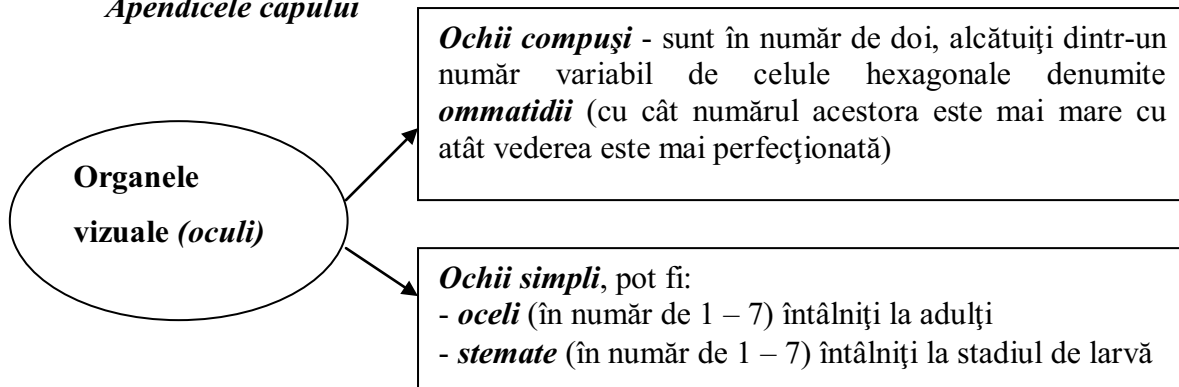 Apendicele capului
Ochii compuşi - sunt în număr de doi, alcătuiţi dintr-un
număr variabil de celule hexagonale denumite
ommatidii (cu cât numărul acestora este mai mare cu
atât vederea este mai perfecţionată)
Organele
vizuale (oculi)
Ochii simpli, pot fi:
- oceli (în număr de 1 – 7) întâlniţi la adulţi
- stemate (în număr de 1 – 7) întâlniţi la stadiul de larvă